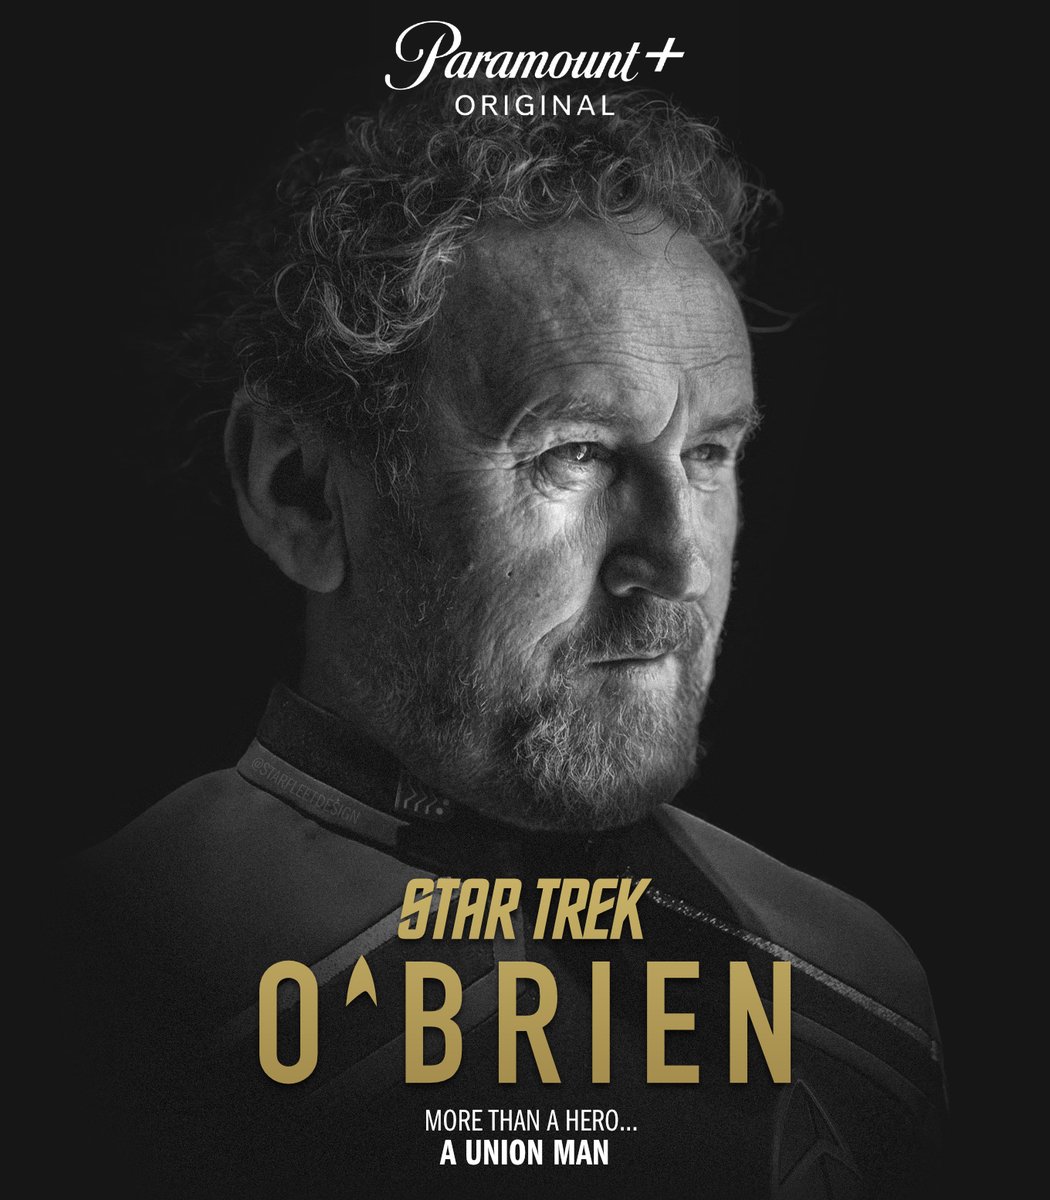 Paramount+
ORIGINAL
@STARFLEETDESIGN
STAR TREK
O'BRIEN
MORE THAN A HERO...
A UNION MAN